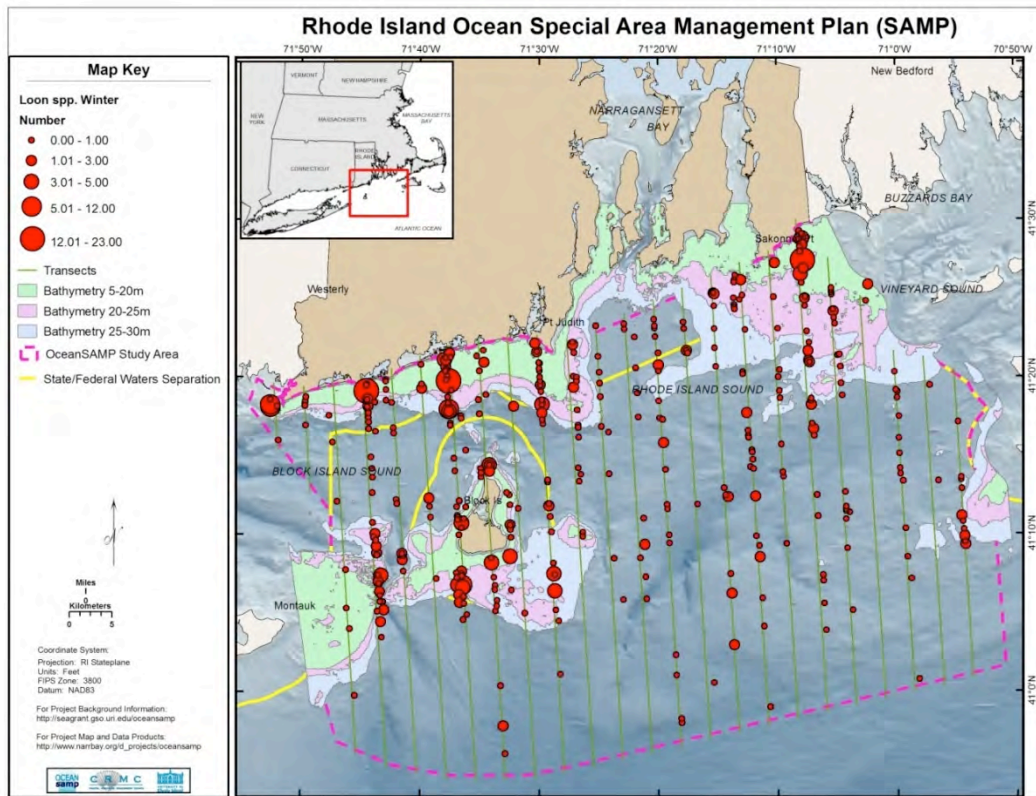 Rhode Island Ocean Special Area Management Plan (SAMP)
71°50'W
71°40'W
71°30'W
71°20'W
71°10'W
71°0'W
70°50'W
Map Key
Loon spp. Winter
Number
0.00 - 1.00
1.01 - 3.00
3.01 - 5.00
5.01 - 12.00
12.01 - 23.00
Transects
Bathymetry 5-20m
Bathymetry 20-25m
Bathymetry 25-30m
OceanSAMP Study Area
State/Federal Waters Separation
Miles
0
Kilometers
0
5
Coordinate System:
Projection: RI Stateplane
Units: Feet
FIPS Zone: 3800
Datum: NAD83
For Project Background Information:
http://seagrant.gso.uri.edu/oceansamp
For Project Map and Data Products:
http://www.narrbay.org/d_projects/oceansamp
OCEAN
samp
C R M C
VERMONT
NEW HAMPSHIRE
NEW
YORK
MASSACHUSETTS
MASSACHUSETTS
BAY
CONNECTICUT
RHODE
ISLAND
ATLANTIC OCEAN
New Bedford
NARRAGANSETT
BAY
BUZZARDS BAY
41°30'N
Westerly
VINEYARD SOUND
Pt Judith
41°20'N
RHODE ISLAND SOUND
BLOCK ISLAND SOUND
41°10'N
Montauk
41°0'N